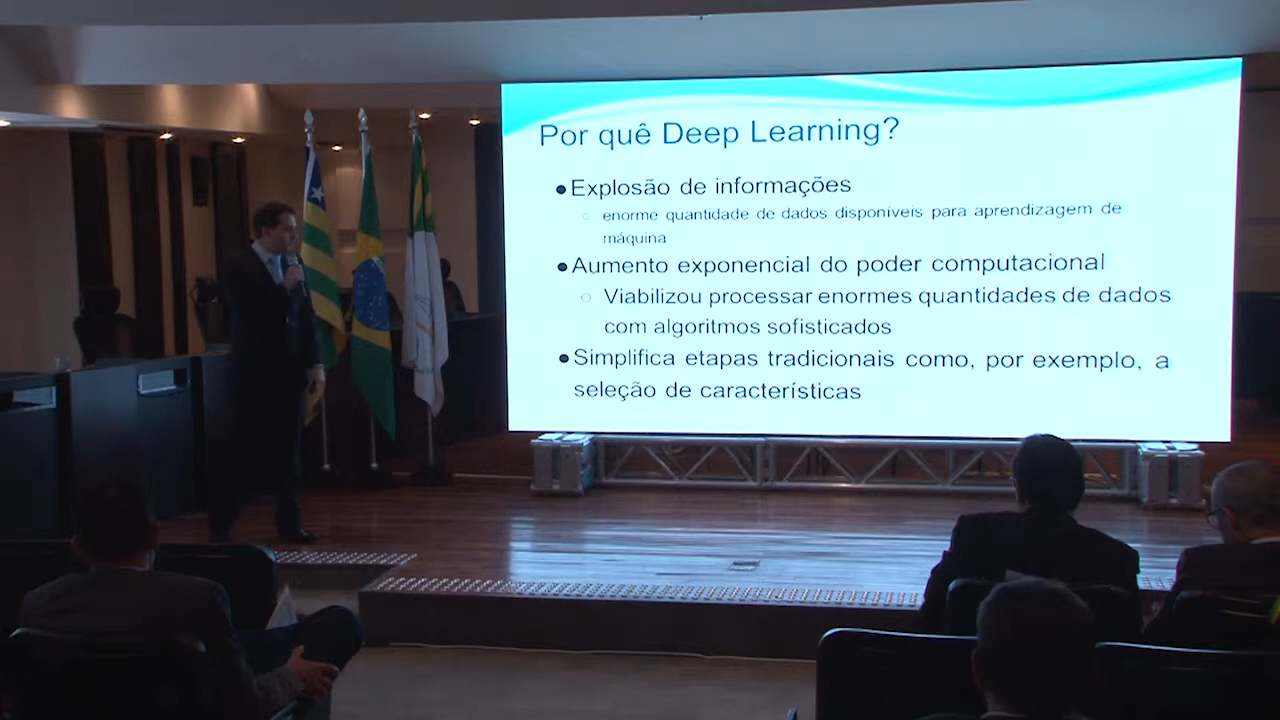 Por quê Deep Learning?
Explosão de informações
enorme quantidade de dados disponíveis para aprendizagem de
máquina
Aumento exponencial do poder computacional
Viabilizou processar enormes quantidades de dados
com algoritmos sofisticados
Simplifica etapas tradicionais como, por exemplo, a
seleção de características